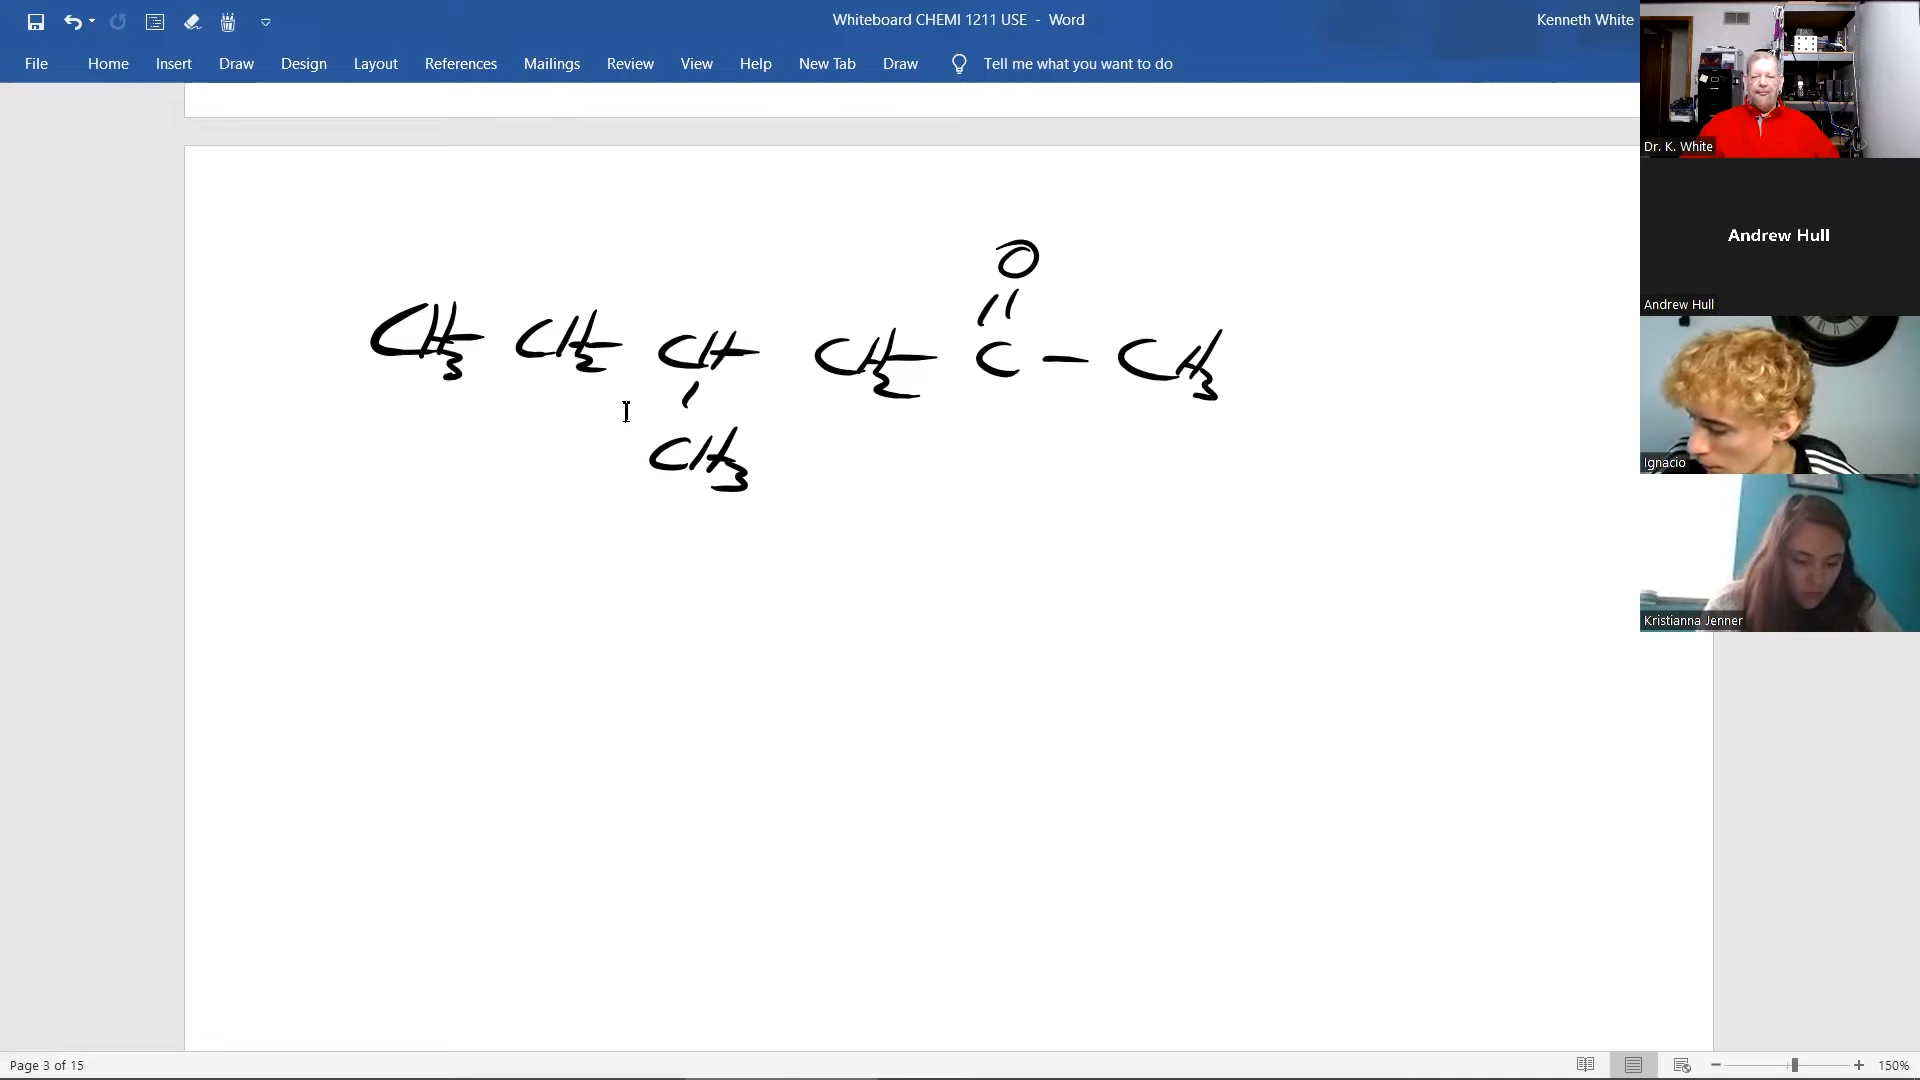 Whiteboard CHEMI 1211 USE - Word
Kenneth White
File Home Insert Draw Design Layout References Mailings Review View Help New Tab Draw Tell me what you want to do
Dr. K. White
Andrew Hull
Andrew Hull
O
CH3 CH2 CH CH2 C — CH3
CH3
Ignacio
Kristianna Jenner
Page 3 of 15
150%